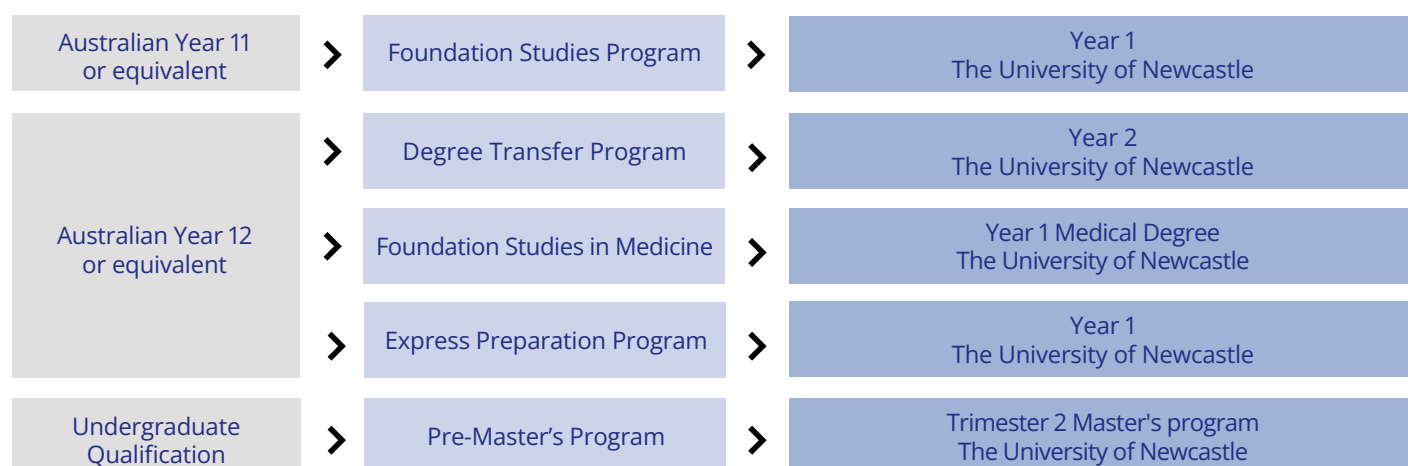 Australian Year 11
or equivalent
Foundation Studies Program
Year 1
The University of Newcastle
Australian Year 12
or equivalent
Degree Transfer Program
Year 2
The University of Newcastle
Foundation Studies in Medicine
Year 1 Medical Degree
The University of Newcastle
Express Preparation Program
Year 1
The University of Newcastle
Undergraduate
Qualification
Pre-Master’s Program
Trimester 2 Master's program
The University of Newcastle